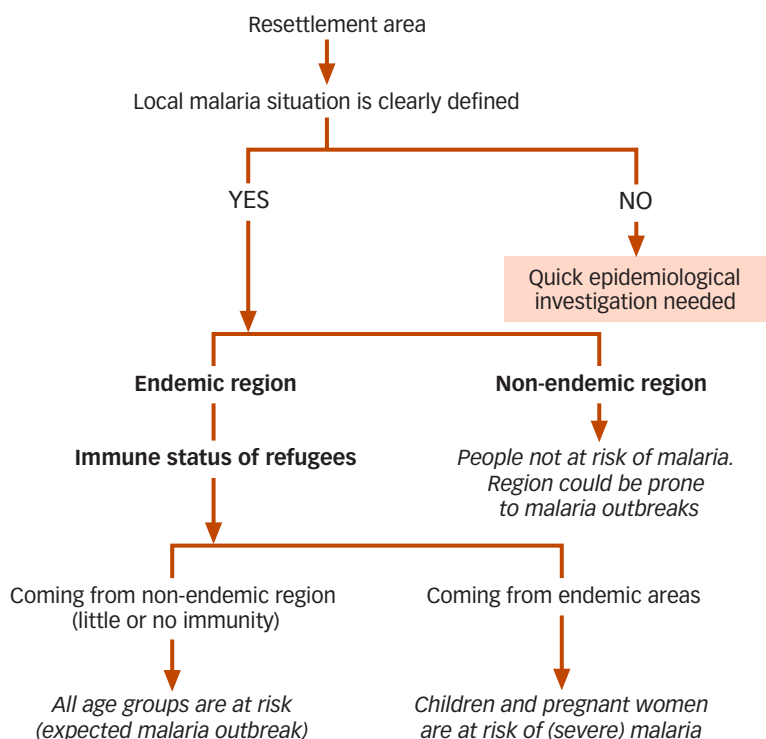 Resettlement area
Local malaria situation is clearly defined
YES
NO
Quick epidemiological
investigation needed
Endemic region
Non-endemic region
Immune status of refugees
People not at risk of malaria.
Region could be prone
to malaria outbreaks
Coming from non-endemic region
(little or no immunity)
Coming from endemic areas
All age groups are at risk
(expected malaria outbreak)
Children and pregnant women
are at risk of (severe) malaria